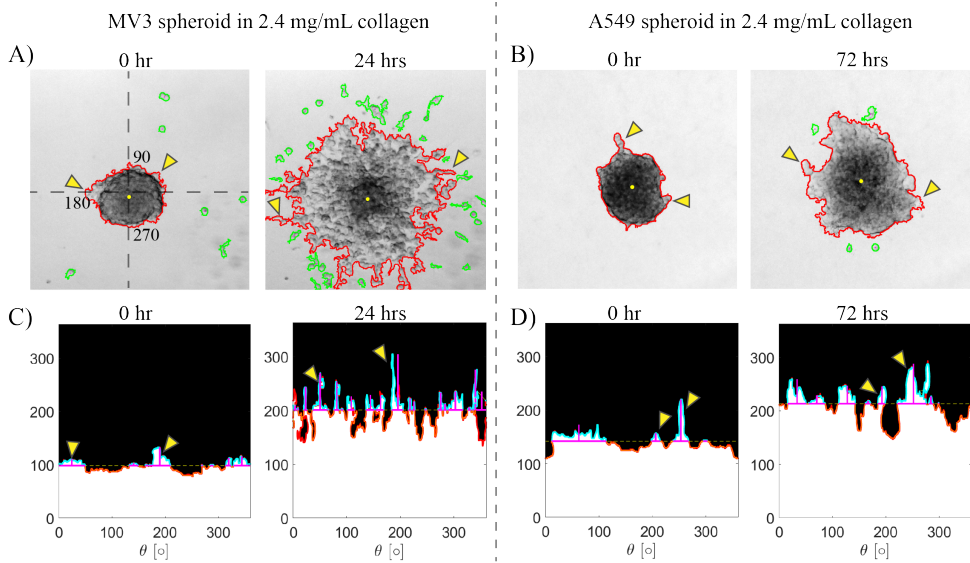 MV3 spheroid in 2.4 mg/mL collagen
A549 spheroid in 2.4 mg/mL collagen
A)
0 hr
24 hrs
B)
0 hr
72 hrs
90
180
270
C)
0 hr
24 hrs
D)
0 hr
72 hrs
300
200
100
0
0 100 200 300
θ [○]
300
200
100
0
0 100 200 300
θ [○]
300
200
100
0
0 100 200 300
θ [○]
300
200
100
0
0 100 200 300
θ [○]